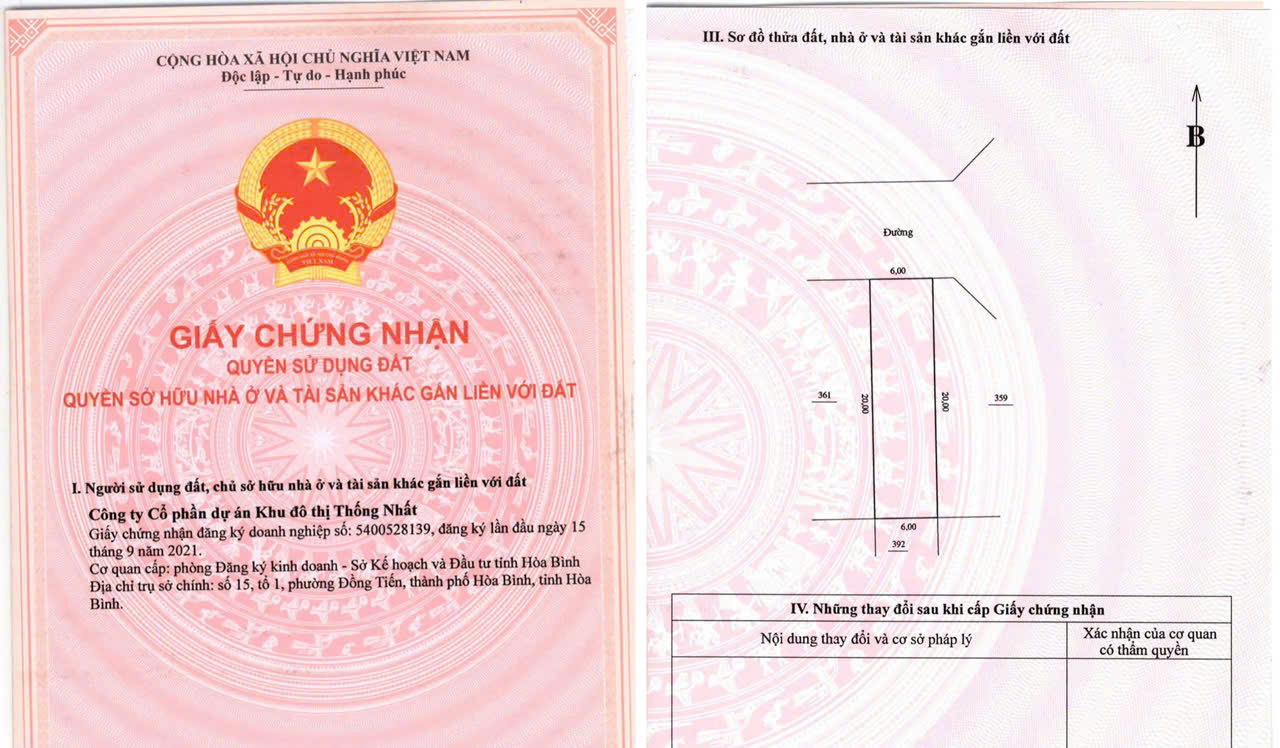 CỘNG HÒA XÃ HỘI CHỦ NGHĨA VIỆT NAM
Độc lập - Tự do - Hạnh phúc
VIỆT NAM
GIẤY CHỨNG NHẬN
QUYỀN SỬ DỤNG ĐẤT
QUYỀN SỞ HỮU NHÀ Ở VÀ TÀI SẢN KHÁC GẮN LIỀN VỚI ĐẤT
I. Người sử dụng đất, chủ sở hữu nhà ở và tài sản khác gắn liền với đất
Công ty Cổ phần dự án Khu đô thị Thống Nhất
Giấy chứng nhận đăng ký doanh nghiệp số: 5400528139, đăng ký lần đầu ngày 15
tháng 9 năm 2021.
Cơ quan cấp: phòng Đăng ký kinh doanh - Sở Kế hoạch và Đầu tư tỉnh Hòa Bình
Địa chỉ trụ sở chính: số 15, tổ 1, phường Đồng Tiến, thành phố Hòa Bình, tỉnh Hòa
Bình.
III. Sơ đồ thửa đất, nhà ở và tài sản khác gắn liền với đất
B
Đường
6,00
361
20,00
20,00
359
6,00
392
IV. Những thay đổi sau khi cấp Giấy chứng nhận
Nội dung thay đổi và cơ sở pháp lý
Xác nhận của cơ quan
có thẩm quyền